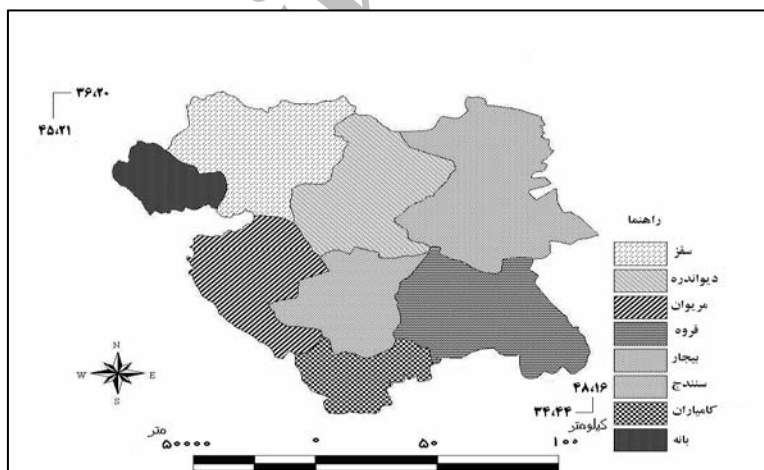 ۳۶،۲۰
۴۵،۲۱
راهنما
سقز
دیواندره
مریوان
قروه
بیجار
سنندج
کامیاران
بانه
N
W E
S
۴۸،۱۶
۳۴،۴۴
متر
کیلومتر
۵۰۰۰۰ ۰ ۵۰ ۱۰۰